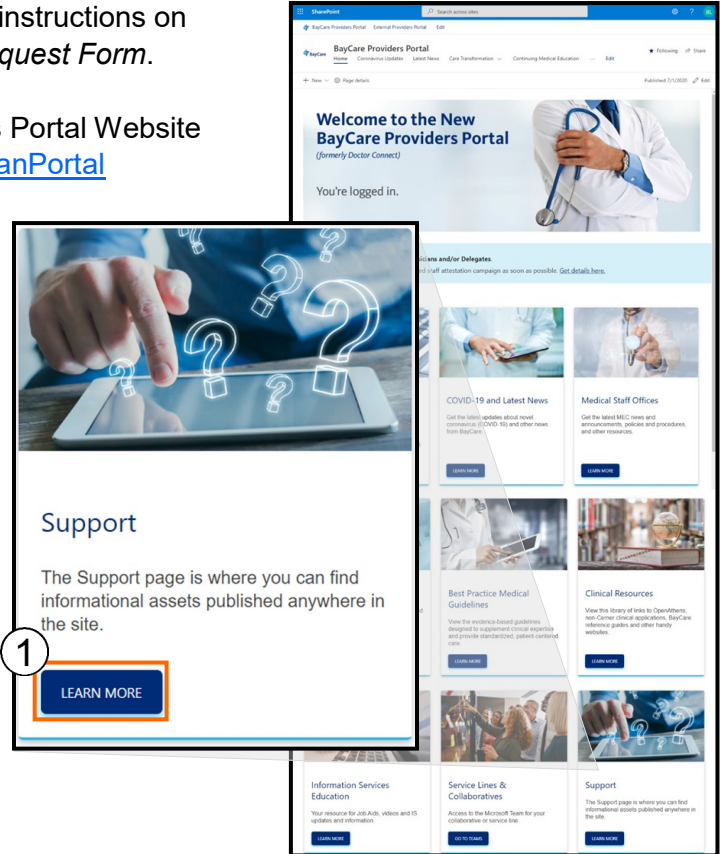 instructions on
quest Form.
s Portal Website
anPortal
SharePoint
Search across sites
?
BayCare Providers Portal External Providers Portal Edit
BayCare
BayCare Providers Portal
Following Share
Home Coronavirus Updates Latest News Care Transformation Continuing Medical Education ... Edit
+ New Page details
Published 7/1/2020 Edit
Welcome to the New
BayCare Providers Portal
(formerly Doctor Connect)
You're logged in.
icians and/or Delegates.
ed staff attestation campaign as soon as possible. Get details here.
Support
The Support page is where you can find
informational assets published anywhere in
the site.
1
LEARN MORE
COVID-19 and Latest News
Get the latest updates about novel
coronavirus (COVID-19) and other news
from BayCare.
LEARN MORE
Medical Staff Offices
Get the latest MEC news and
announcements, policies and procedures,
and other resources.
LEARN MORE
Best Practice Medical
Guidelines
View the evidence-based guidelines
designed to supplement clinical expertise
and provide standardized, patient centered
care.
LEARN MORE
Clinical Resources
View this library of links to OpenAthens,
non-Cerner clinical applications, BayCare
reference guides and other handy
websites.
LEARN MORE
Information Services
Education
Your resource for Job Aids, videos and IS
updates and information
LEARN MORE
Service Lines &
Collaboratives
Access to the Microsoft Team for your
collaborative or service line
GO TO TEAMS
Support
The Support page is where you can find
informational assets published anywhere in
the site.
LEARN MORE